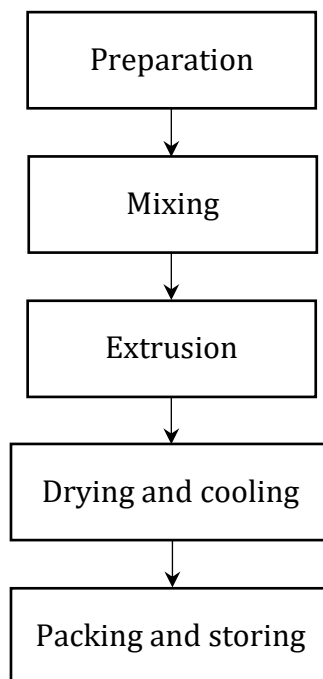 Preparation
Mixing
Extrusion
Drying and cooling
Packing and storing